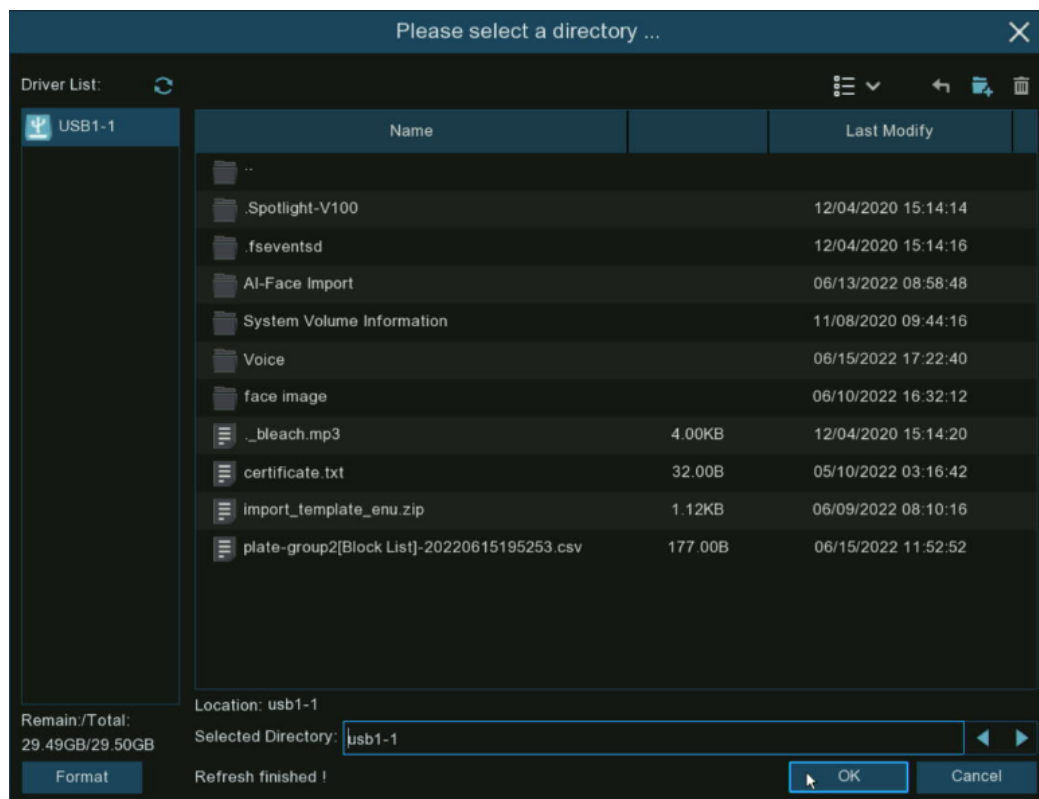 Please select a directory ...
Driver List:
USB1-1
Name Last Modify
..
.Spotlight-V100 12/04/2020 15:14:14
.fseventsd 12/04/2020 15:14:16
AI-Face Import 06/13/2022 08:58:48
System Volume Information 11/08/2020 09:44:16
Voice 06/15/2022 17:22:40
face image 06/10/2022 16:32:12
._bleach.mp3 4.00KB 12/04/2020 15:14:20
certificate.txt 32.00B 05/10/2022 03:16:42
import_template_enu.zip 1.12KB 06/09/2022 08:10:16
plate-group2[Block List]-20220615195253.csv 177.00B 06/15/2022 11:52:52
Location: usb1-1
Remain:/Total:
29.49GB/29.50GB
Selected Directory: usb1-1
Format
Refresh finished !
OK Cancel